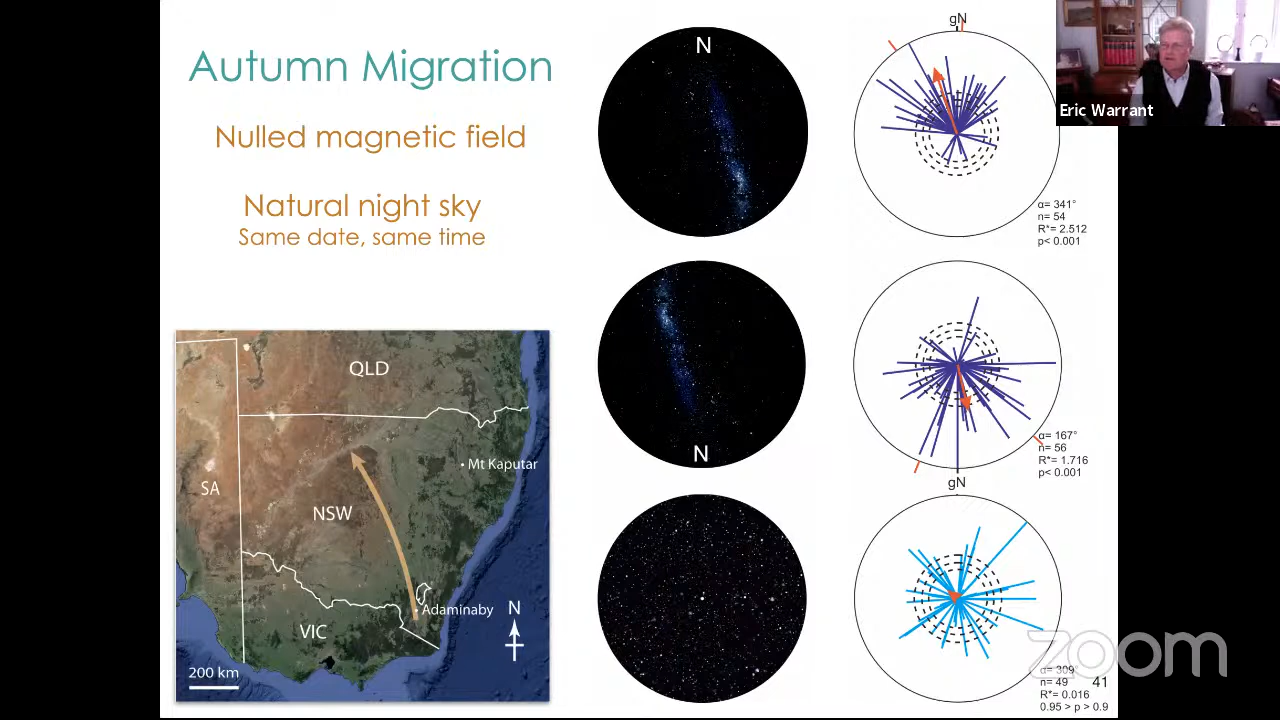 Autumn Migration
Nulled magnetic field
Natural night sky
Same date, same time
QLD
Mt Kaputar
SA
NSW
Adaminaby
N
VIC
200 km
N
N
gN
α= 341°
n= 54
R*= 2.512
p< 0.001
α= 167°
n= 56
R*= 1.716
p< 0.001
gN
α= 309°
n= 49
R*= 0.016
0.95 > p > 0.9
41
Eric Warrant
zoom